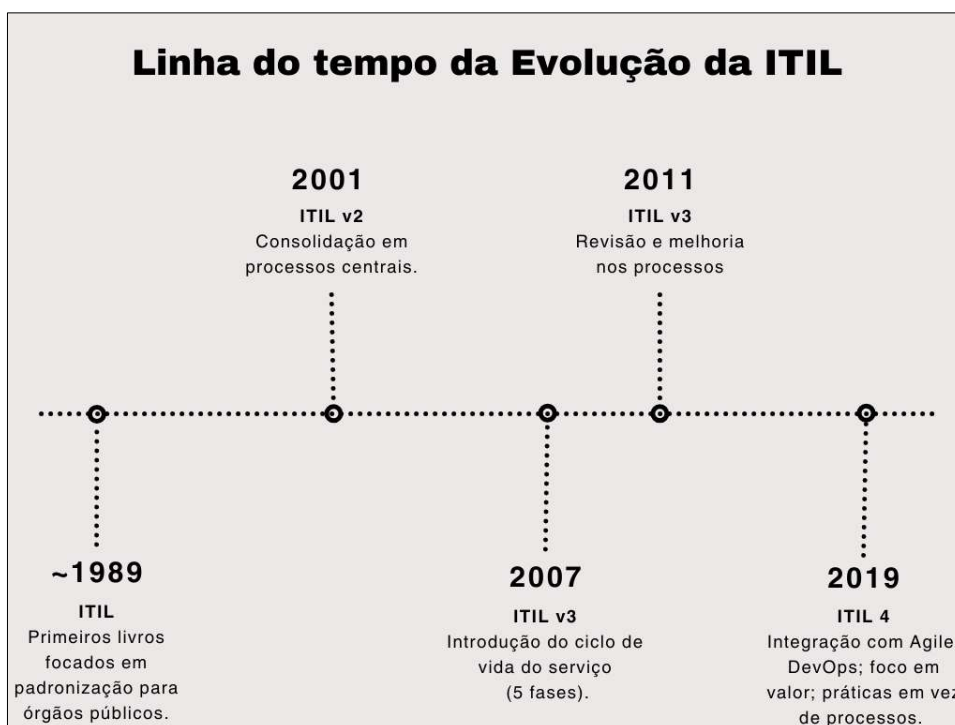 Linha do tempo da Evolução da ITIL
2001
ITIL v2
Consolidação em
processos centrais.
2011
ITIL v3
Revisão e melhoria
nos processos
~1989
ITIL
Primeiros livros
focados em
padronização para
órgãos públicos.
2007
ITIL v3
Introdução do ciclo de
vida do serviço
(5 fases).
2019
ITIL 4
Integração com Agile
DevOps; foco em
valor; práticas em vez
de processos.